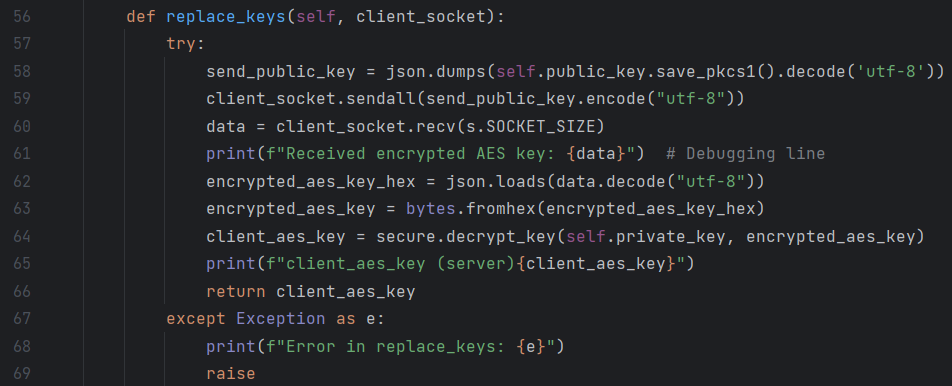 56 def replace_keys(self, client_socket):
57 try:
58 send_public_key = json.dumps(self.public_key.save_pkcs1().decode('utf-8'))
59 client_socket.sendall(send_public_key.encode("utf-8"))
60 data = client_socket.recv(s.SOCKET_SIZE)
61 print(f"Received encrypted AES key: {data}")  # Debugging line
62 encrypted_aes_key_hex = json.loads(data.decode("utf-8"))
63 encrypted_aes_key = bytes.fromhex(encrypted_aes_key_hex)
64 client_aes_key = secure.decrypt_key(self.private_key, encrypted_aes_key)
65 print(f"client_aes_key (server){client_aes_key}")
66 return client_aes_key
67 except Exception as e:
68 print(f"Error in replace_keys: {e}")
69 raise